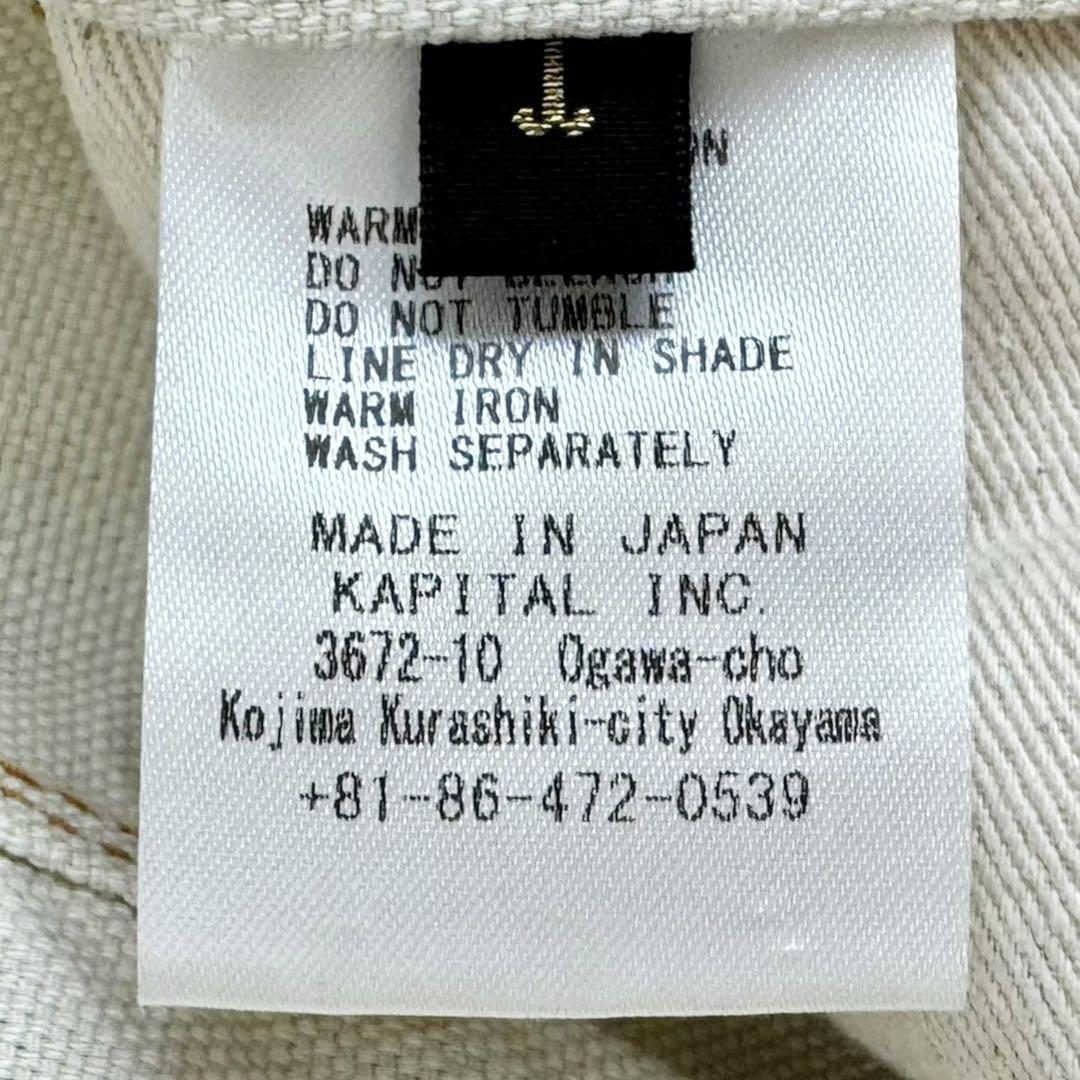 WARM
DO NOT BLEACH
DO NOT TUMBLE
LINE DRY IN SHADE
WARM IRON
WASH SEPARATELY
MADE IN JAPAN
KAPITAL INC.
3672-10 Ogawa-cho
Kojima Kurashiki-city Okayama
+81-86-472-0539